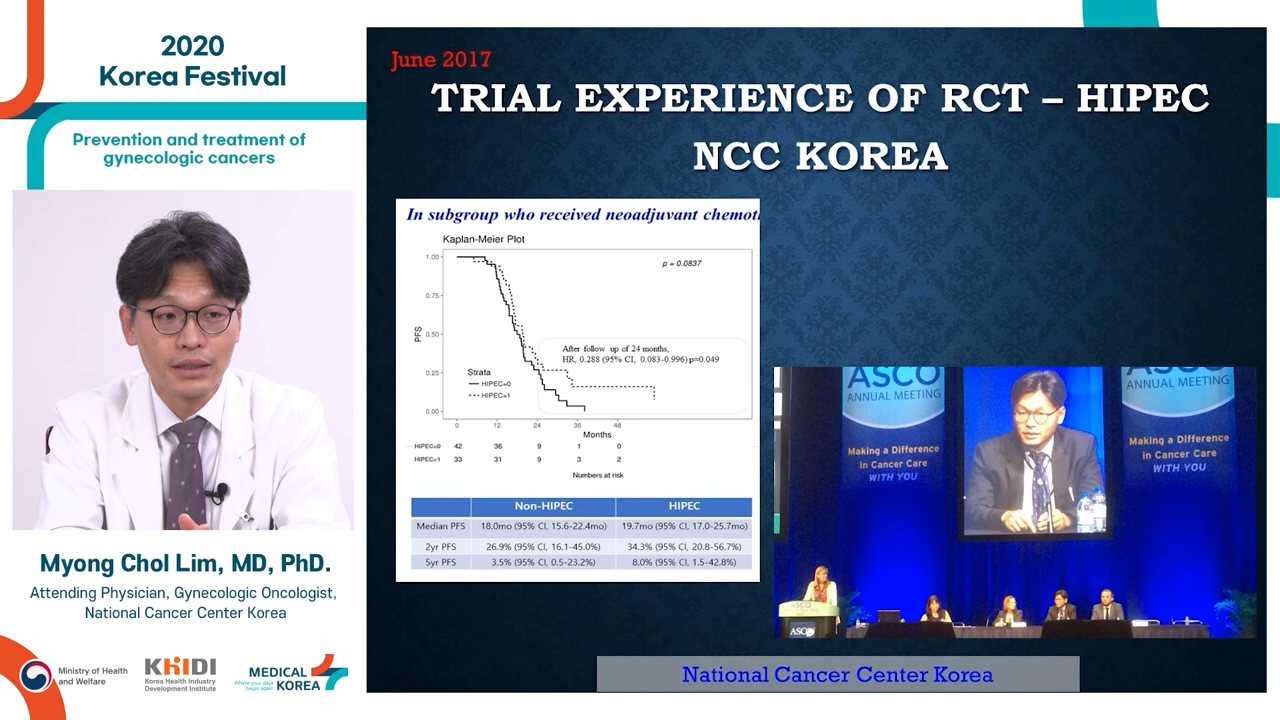 2020
Korea Festival
Prevention and treatment of
gynecologic cancers
Myong Chol Lim, MD, PhD.
Attending Physician, Gynecologic Oncologist,
National Cancer Center Korea
Ministry of Health
and Welfare
KHIDI
Korea Health Industry
Development Institute
MEDICAL
KOREA
Where your days
begin again
June 2017
TRIAL EXPERIENCE OF RCT – HIPEC
NCC KOREA
In subgroup who received neoadjuvant chemot
Kaplan-Meier Plot
p = 0.0837
PFS
1.00
0.75
0.50
0.25
0.00
After follow up of 24 months,
HR, 0.288 (95% CI, 0.083-0.996) p=0.049
Strata
HIPEC=0
HIPEC=1
0 12 24 36 48
Months
HIPEC=0 42 36 9 1 0
HIPEC=1 33 31 9 3 2
Numbers at risk
Non-HIPEC HIPEC
Median PFS 18.0mo (95% CI, 15.6-22.4mo) 19.7mo (95% CI, 17.0-25.7mo)
2yr PFS 26.9% (95% CI, 16.1-45.0%) 34.3% (95% CI, 20.8-56.7%)
5yr PFS 3.5% (95% CI, 0.5-23.2%) 8.0% (95% CI, 1.5-42.8%)
ASCO
ANNUAL MEETING
Making a Difference
in Cancer Care
WITH YOU
ASCO
ANNUAL MEETING
Making a Difference
in Cancer Care
WITH YOU
ASCO
ASCO
National Cancer Center Korea